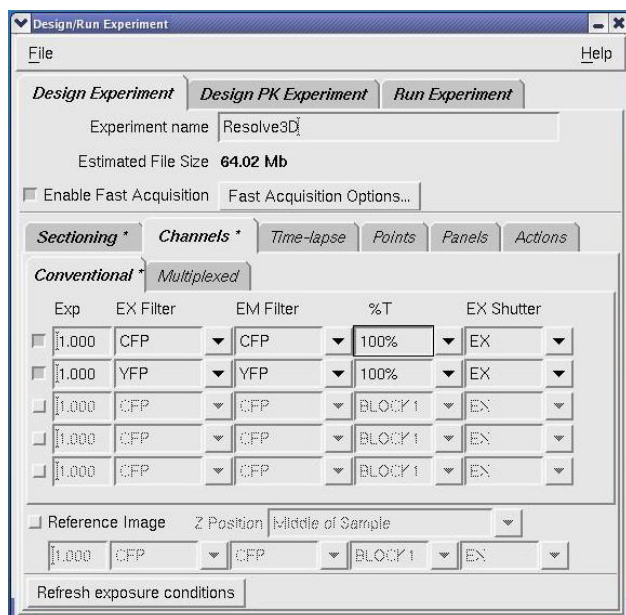 Design/Run Experiment
File Help
Design Experiment Design PK Experiment Run Experiment
Experiment name Resolve3D
Estimated File Size 64.02 Mb
Enable Fast Acquisition Fast Acquisition Options...
Sectioning * Channels * Time-lapse Points Panels Actions
Conventional * Multiplexed
Exp EX Filter EM Filter %T EX Shutter
1.000 CFP CFP 100% EX
1.000 YFP YFP 100% EX
1.000 CFP CFP BLOCK1 EX
1.000 CFP CFP BLOCK1 EX
1.000 CFP CFP BLOCK1 EX
Reference Image Z Position Middle of Sample
1.000 CFP CFP BLOCK1 EX
Refresh exposure conditions